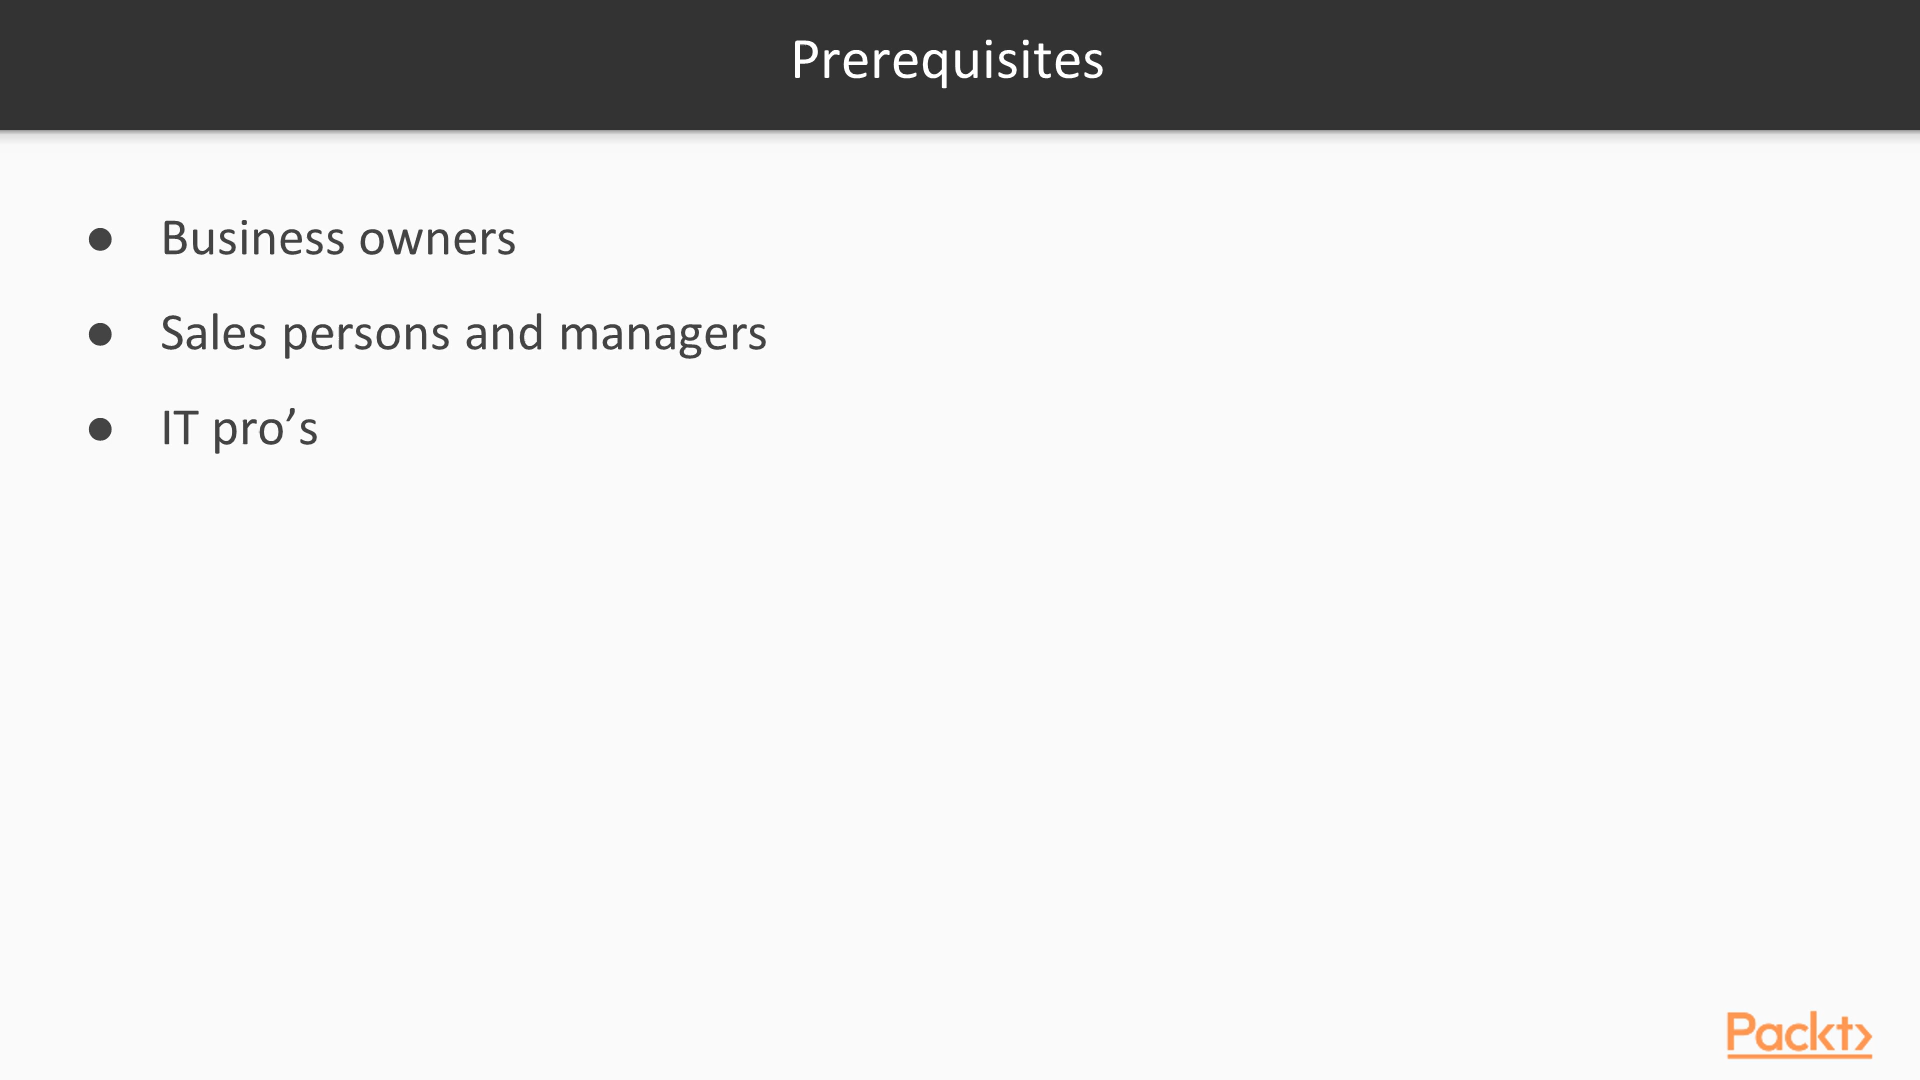 Prerequisites
● Business owners
● Sales persons and managers
● IT pro’s
Packt>